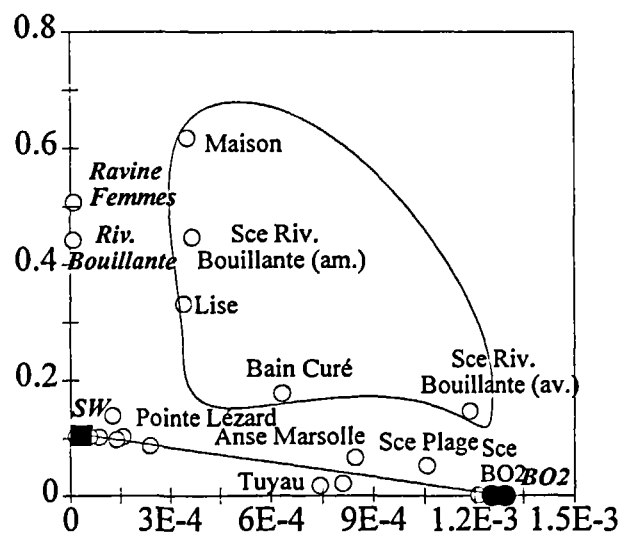 0.8
Maison
0.6
Ravine
Femmes
Riv.
Bouillante
Sce Riv.
Bouillante (am.)
0.4
Lise
Bain Curé
Sce Riv.
Bouillante (av.)
0.2
SW
Pointe Lézard
Anse Marsolle
Sce Plage
Sce
BO2
BO2
Tuyau
0
0 3E-4 6E-4 9E-4 1.2E-3 1.5E-3